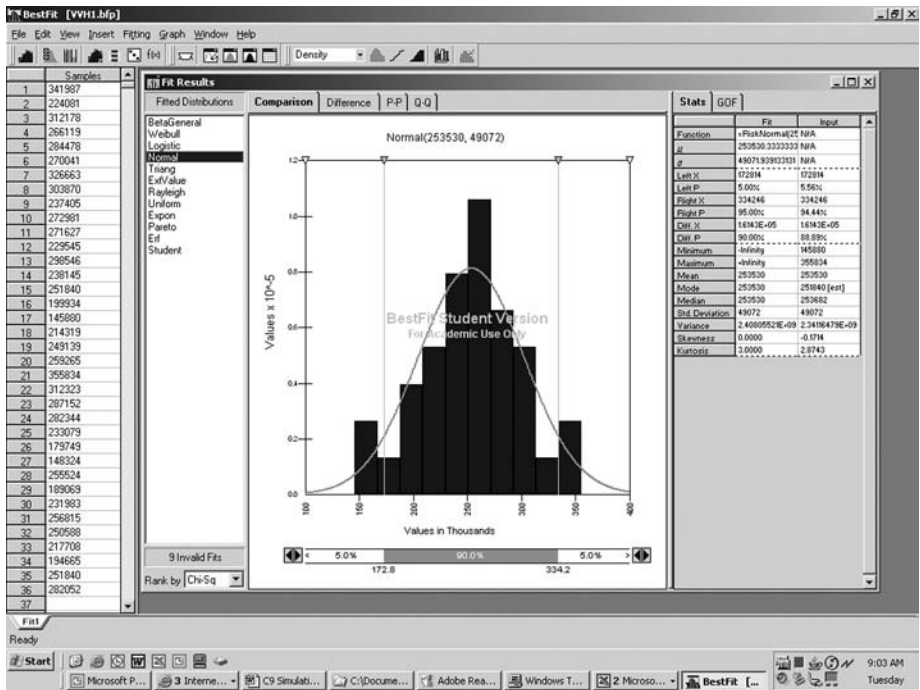 BestFit [VVH1.bfp]
File Edit View Insert Fitting Graph Window Help
f(x) Density
Samples
1 341987
2 224081
3 312178
4 266119
5 284478
6 270041
7 326663
8 303870
9 237405
10 272981
11 271627
12 229545
13 298546
14 238145
15 251840
16 199934
17 145880
18 214319
19 249139
20 259265
21 355834
22 312323
23 287152
24 282344
25 233079
26 179749
27 148324
28 255524
29 189069
30 231983
31 256815
32 250588
33 217708
34 194665
35 251840
36 282052
37
Fit Results
Fitted Distributions
BetaGeneral
Weibull
Logistic
Normal
Triang
ExtValue
Rayleigh
Uniform
Expon
Pareto
Erf
Student
9 Invalid Fits
Rank by Chi-Sq
Comparison Difference P-P Q-Q
Normal(253530, 49072)
Values x 10^-5
1.2
1.0
0.8
0.6
0.4
0.2
0.0
BestFit Student Version
For Academic Use Only
100 150 200 250 300 350 400
Values in Thousands
< 5.0% 90.0% 5.0% >
172.8 334.2
Stats GOF
Fit Input
Function =RiskNormal(25 N/A
μ 253530.3333333 N/A
σ 49071.939133131 N/A
Left X 172814 172814
Left P 5.00% 5.56%
Right X 334246 334246
Right P 95.00% 94.44%
Diff. X 1.6143E+05 1.6143E+05
Diff. P 90.00% 88.89%
Minimum -Infinity 145880
Maximum +Infinity 355834
Mean 253530 253530
Mode 253530 251840 [est]
Median 253530 253682
Std. Deviation 49072 49072
Variance 2.40805521E+09 2.34116479E+09
Skewness 0.0000 -0.1714
Kurtosis 3.0000 2.8743
Fit1
Ready
Start
Microsoft P... 3 Interne... C9 Simulati... C:\Docume... Adobe Rea... Windows T... 2 Microso... BestFit [...
9:03 AM
Tuesday